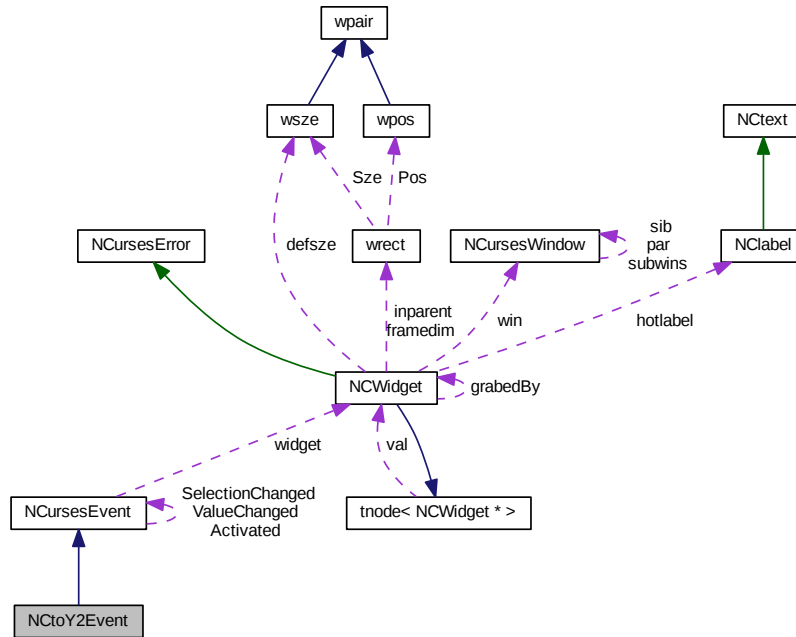 wpair
wsze
wpos
NCtext
Sze
Pos
NCursesError
defsze
wrect
NCursesWindow
sib
par
subwins
NClabel
inparent
framedim
win
hotlabel
NCWidget
grabedBy
widget
val
NCursesEvent
SelectionChanged
ValueChanged
Activated
tnode< NCWidget * >
NCtoY2Event